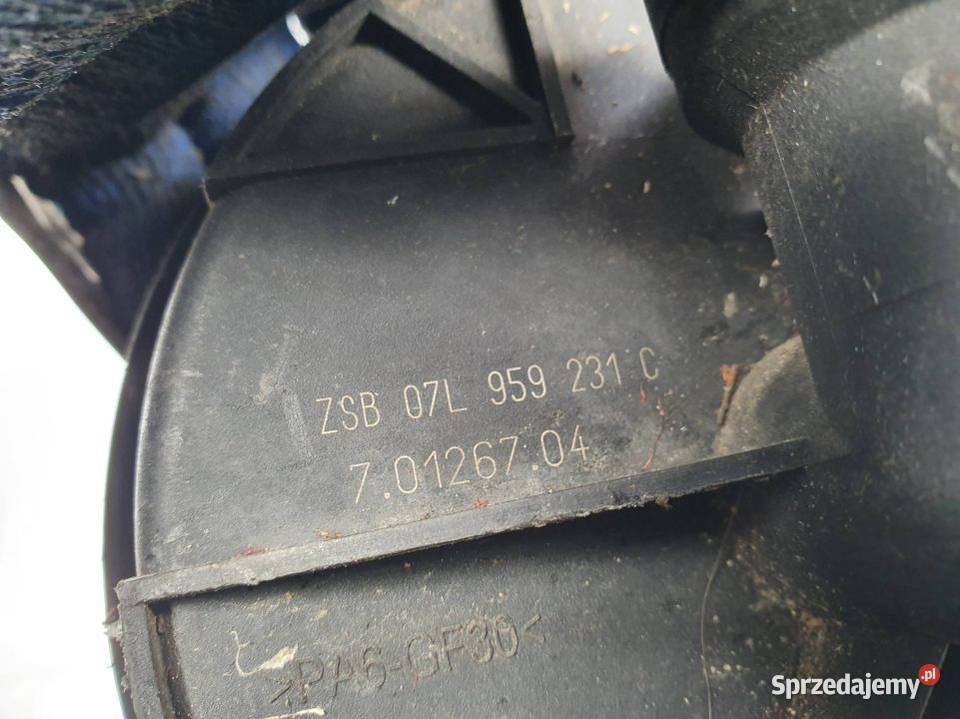 ZSB 07L 959 231 C
7.01267.04
>PA6-GF30<
Sprzedajemy.pl